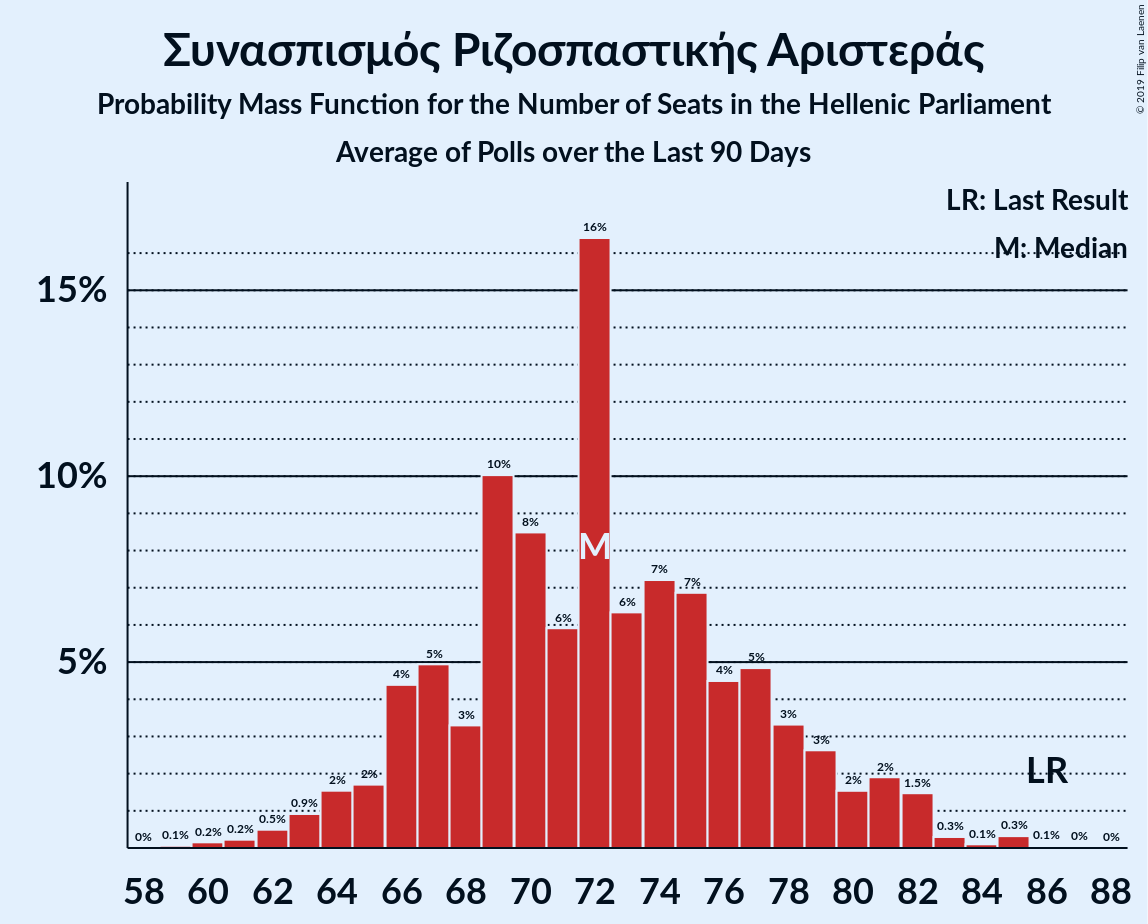 Συνασπισμός Ριζοσπαστικής Αριστεράς
Probability Mass Function for the Number of Seats in the Hellenic Parliament
Average of Polls over the Last 90 Days
© 2019 Filip van Laenen
LR: Last Result
M: Median
15%
10%
5%
0% 0.1% 0.2% 0.2% 0.5% 0.9% 2% 2% 4% 5% 3% 10% 8% 6% 16% 6% 7% 7% 4% 5% 3% 3% 2% 2% 1.5% 0.3% 0.1% 0.3% 0.1% 0% 0%
M
LR
58 60 62 64 66 68 70 72 74 76 78 80 82 84 86 88